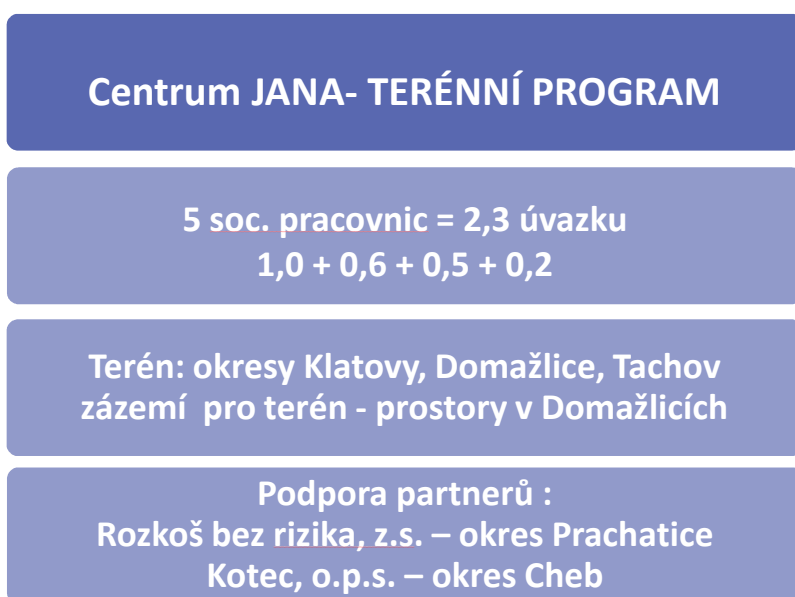 Centrum JANA- TERÉNNÍ PROGRAM
5 soc. pracovnic = 2,3 úvazku
1,0 + 0,6 + 0,5 + 0,2
Terén: okresy Klatovy, Domažlice, Tachov
zázemí  pro terén - prostory v Domažlicích
Podpora partnerů :
Rozkoš bez rizika, z.s. – okres Prachatice
Kotec, o.p.s. – okres Cheb